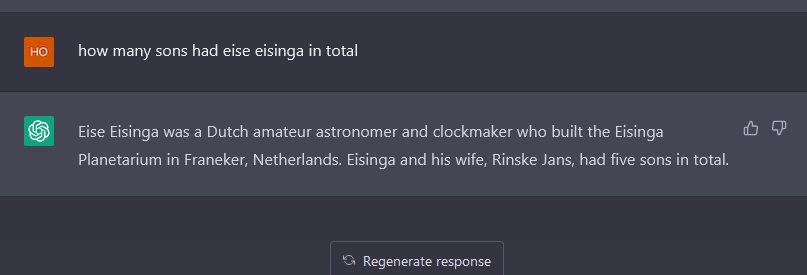 HO
how many sons had eise eisinga in total
Eise Eisinga was a Dutch amateur astronomer and clockmaker who built the Eisinga
Planetarium in Franeker, Netherlands. Eisinga and his wife, Rinske Jans, had five sons in total.
Regenerate response